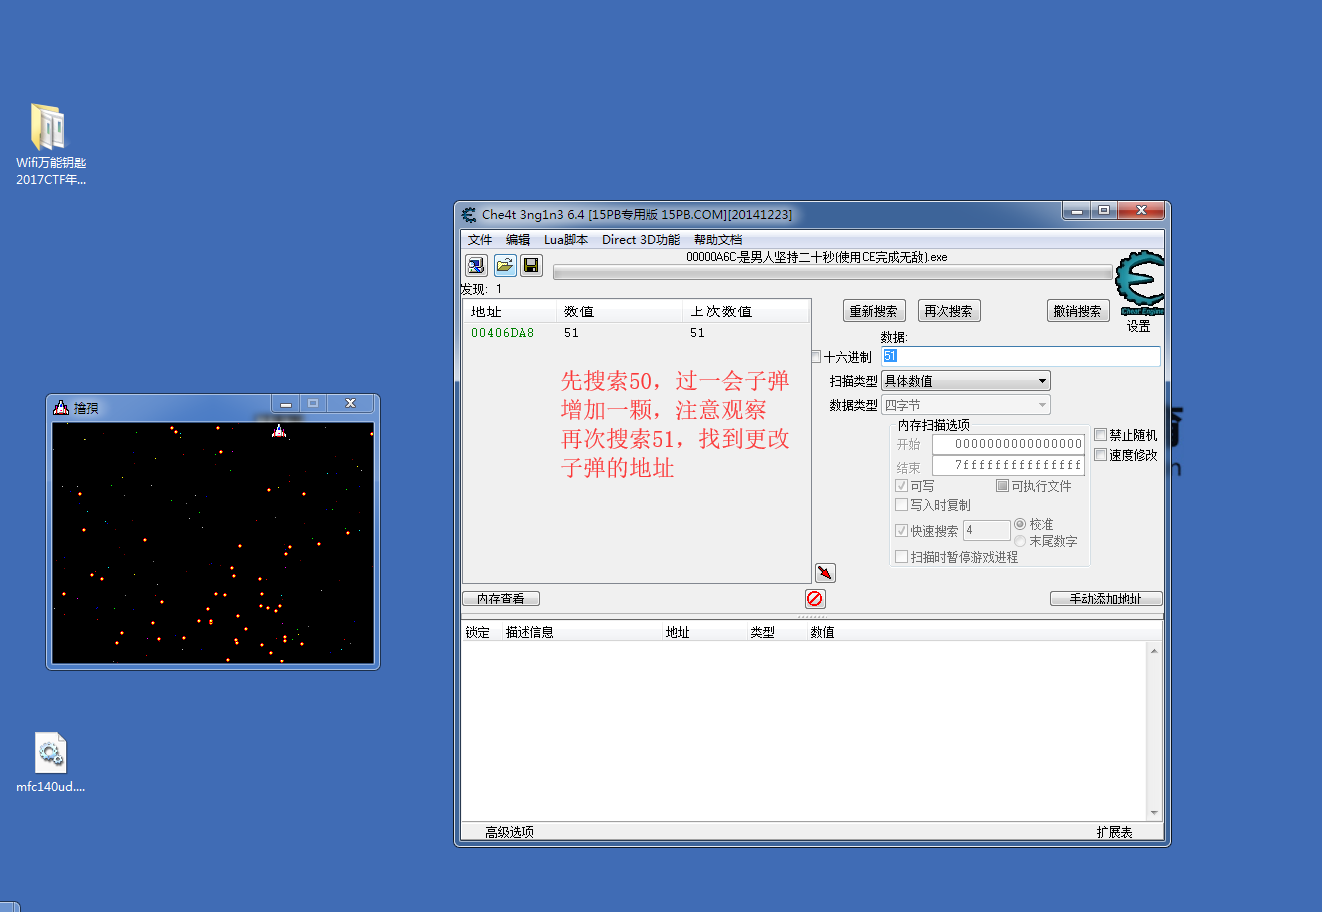 Wifi万能钥匙
2017CTF年...
Che4t 3ng1n3 6.4 [15PB专用版 15PB.COM][20141223]
文件 编辑 Lua脚本 Direct 3D功能 帮助文档
00000A6C-是男人坚持二十秒(使用CE完成无敌).exe
发现: 1
地址 数值 上次数值
00406DA8 51 51
重新搜索 再次搜索 撤销搜索
Cheat Engine
设置
数据:
十六进制 51
扫描类型 具体数值
数据类型 四字节
内存扫描选项
开始 0000000000000000
结束 7fffffffffffffff
可写 可执行文件
写入时复制
快速搜索 4 校准
末尾数字
扫描时暂停游戏进程
禁止随机
速度修改
先搜索50，过一会子弹
增加一颗，注意观察
再次搜索51，找到更改
子弹的地址
内存查看 手动添加地址
锁定 描述信息 地址 类型 数值
高级选项 扩展表
mfc140ud....